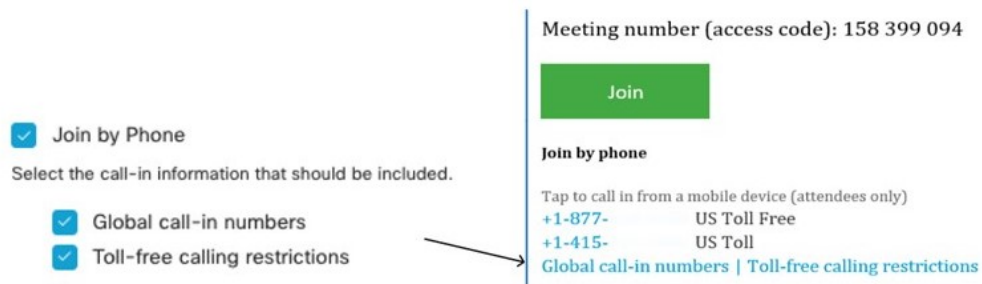 Join by Phone
Select the call-in information that should be included.
Global call-in numbers
Toll-free calling restrictions
Meeting number (access code): 158 399 094
Join
Join by phone
Tap to call in from a mobile device (attendees only)
+1-877- US Toll Free
+1-415- US Toll
Global call-in numbers | Toll-free calling restrictions